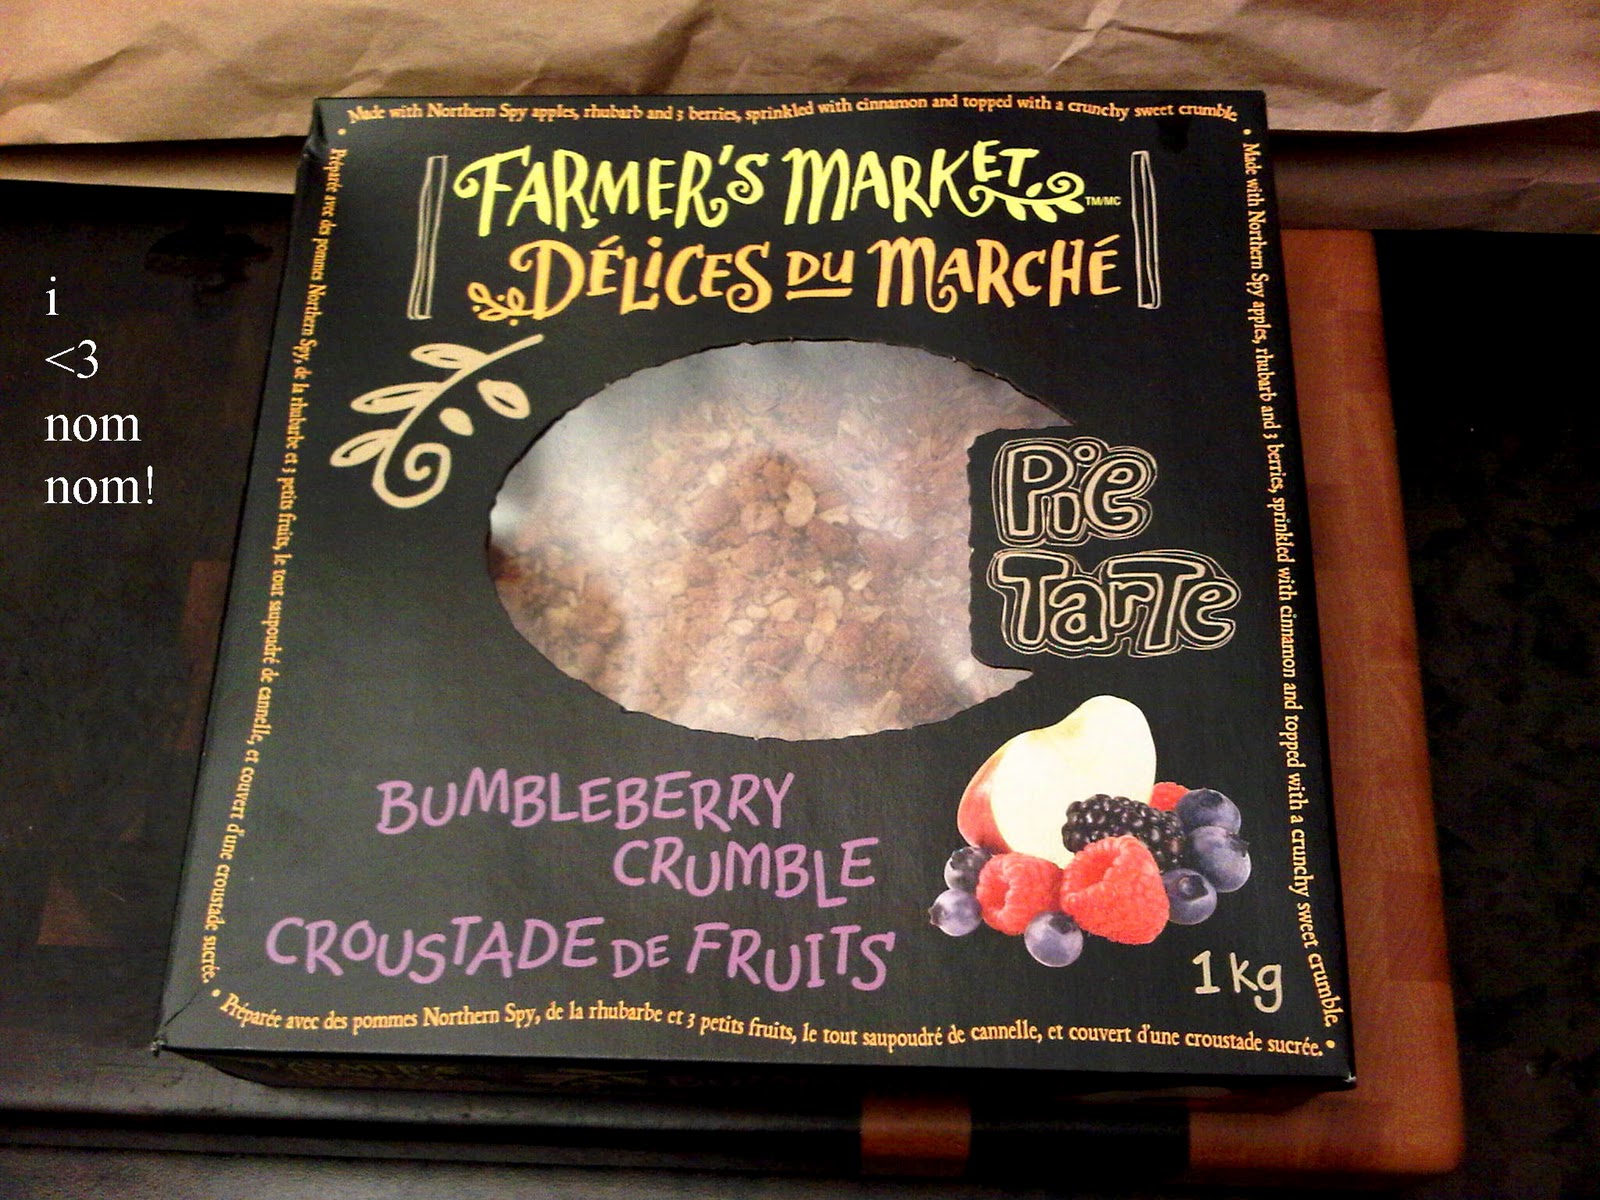 Made with Northern Spy apples, rhubarb and 3 berries, sprinkled with cinnamon and topped with a crunchy sweet crumble.
FARMER'S MARKET TM/MC
DÉLICES DU MARCHÉ
i
<3
nom
nom!
Pie
Tarte
BUMBLEBERRY
CRUMBLE
CROUSTADE DE FRUITS
1 kg
Préparée avec des pommes Northern Spy, de la rhubarbe et 3 petits fruits, le tout saupoudré de cannelle, et couvert d'une croustade sucrée.
Made with Northern Spy apples, rhubarb and 3 berries, sprinkled with cinnamon and topped with a crunchy sweet crumble.
Préparée avec des pommes Northern Spy, de la rhubarbe et 3 petits fruits, le tout saupoudré de cannelle, et couvert d'une croustade sucrée.